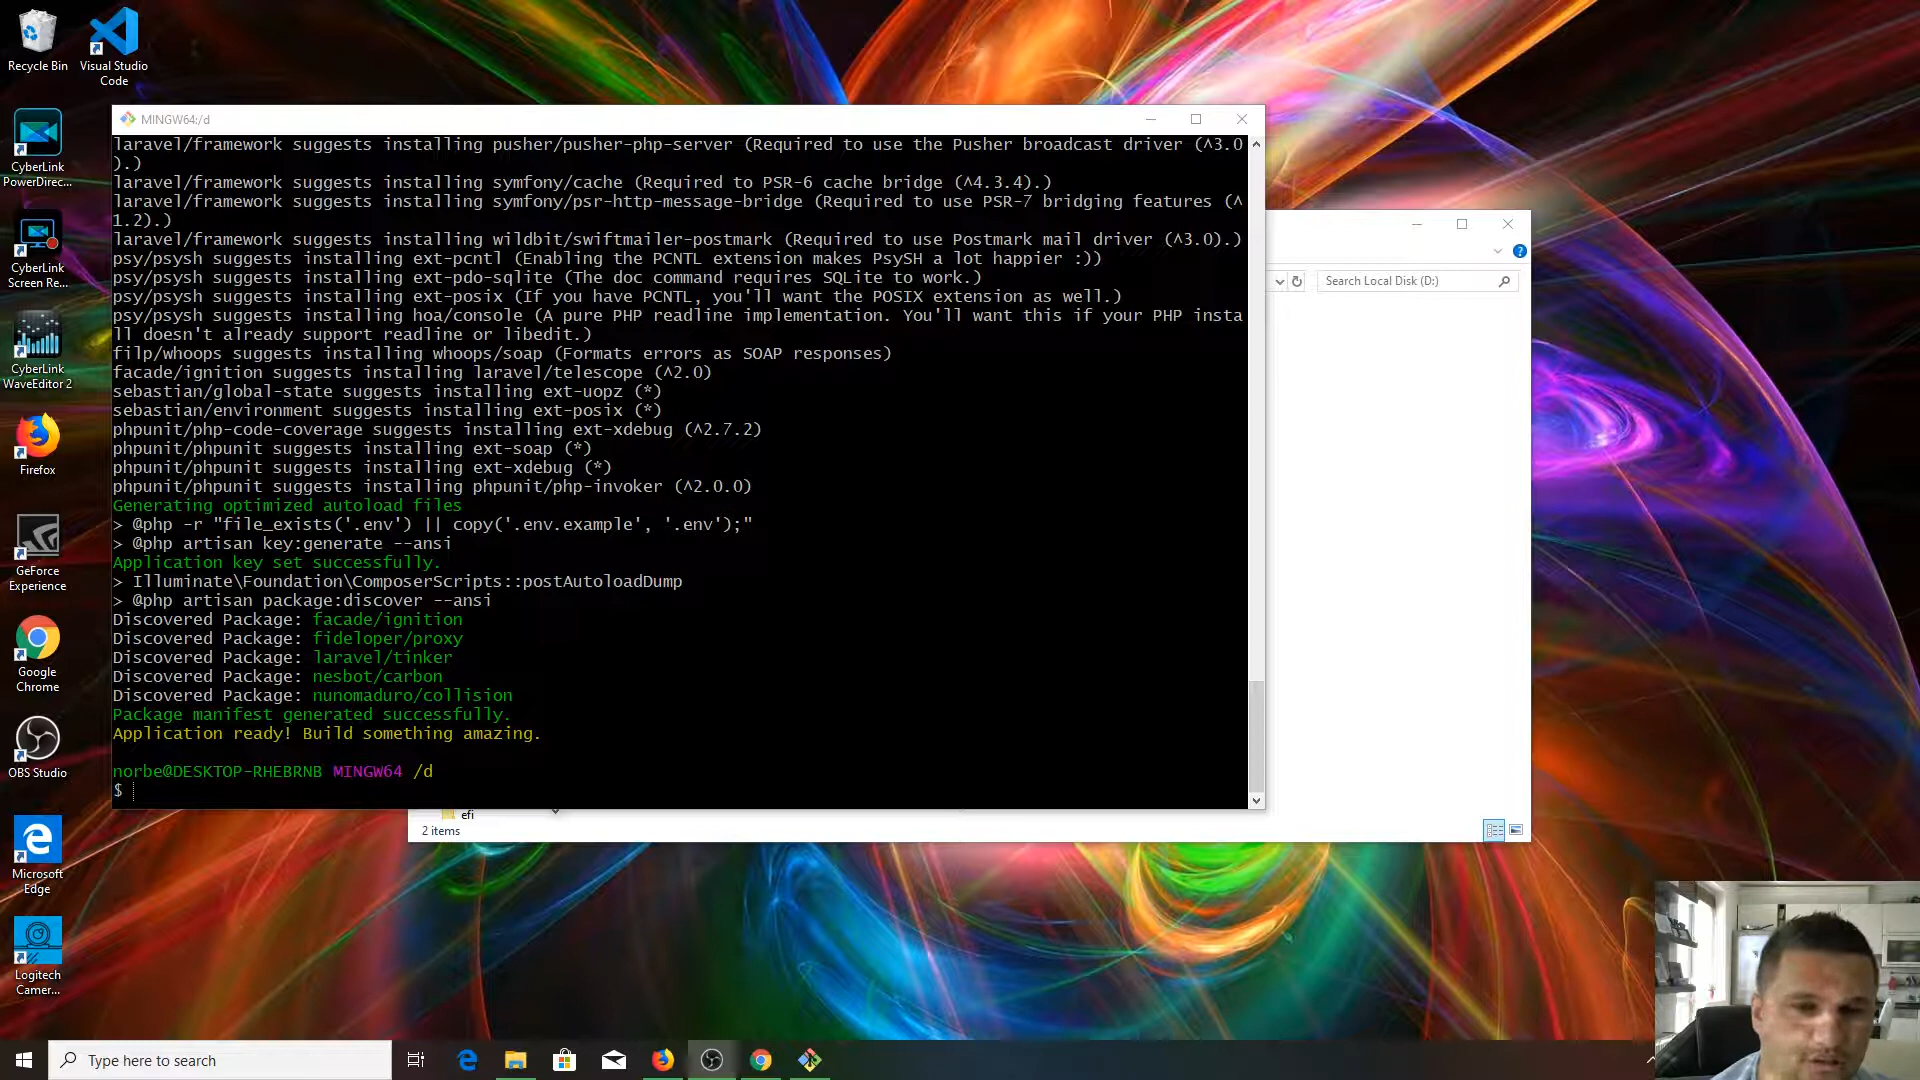 Recycle Bin
Visual Studio
Code
CyberLink
PowerDirec...
CyberLink
Screen Re...
CyberLink
WaveEditor 2
Firefox
GeForce
Experience
Google
Chrome
OBS Studio
Microsoft
Edge
Logitech
Camer...
MINGW64:/d
laravel/framework suggests installing pusher/pusher-php-server (Required to use the Pusher broadcast driver (^3.0
).)
laravel/framework suggests installing symfony/cache (Required to PSR-6 cache bridge (^4.3.4).)
laravel/framework suggests installing symfony/psr-http-message-bridge (Required to use PSR-7 bridging features (^
1.2).)
laravel/framework suggests installing wildbit/swiftmailer-postmark (Required to use Postmark mail driver (^3.0).)
psy/psysh suggests installing ext-pcntl (Enabling the PCNTL extension makes PsySH a lot happier :))
psy/psysh suggests installing ext-pdo-sqlite (The doc command requires SQLite to work.)
psy/psysh suggests installing ext-posix (If you have PCNTL, you'll want the POSIX extension as well.)
psy/psysh suggests installing hoa/console (A pure PHP readline implementation. You'll want this if your PHP insta
ll doesn't already support readline or libedit.)
filp/whoops suggests installing whoops/soap (Formats errors as SOAP responses)
facade/ignition suggests installing laravel/telescope (^2.0)
sebastian/global-state suggests installing ext-uopz (*)
sebastian/environment suggests installing ext-posix (*)
phpunit/php-code-coverage suggests installing ext-xdebug (^2.7.2)
phpunit/phpunit suggests installing ext-soap (*)
phpunit/phpunit suggests installing ext-xdebug (*)
phpunit/phpunit suggests installing phpunit/php-invoker (^2.0.0)
Generating optimized autoload files
> @php -r "file_exists('.env') || copy('.env.example', '.env');"
> @php artisan key:generate --ansi
Application key set successfully.
> Illuminate\Foundation\ComposerScripts::postAutoloadDump
> @php artisan package:discover --ansi
Discovered Package: facade/ignition
Discovered Package: fideloper/proxy
Discovered Package: laravel/tinker
Discovered Package: nesbot/carbon
Discovered Package: nunomaduro/collision
Package manifest generated successfully.
Application ready! Build something amazing.
norbe@DESKTOP-RHEBRNB MINGW64 /d
$
Search Local Disk (D:)
efi
2 items
Type here to search